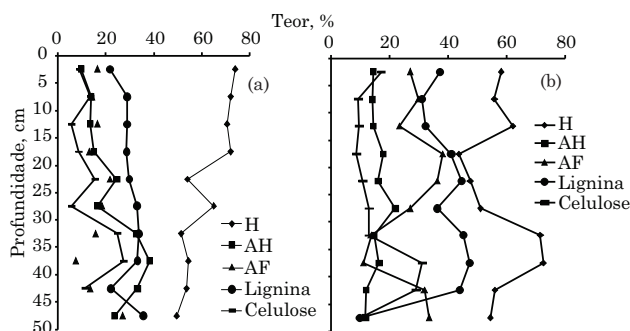 Teor, %
0 20 40 60 80 0 20 40 60 80
0
5
10
15
20
25
30
35
40
45
50
Profundidade, cm
(a)
H
AH
AF
Lignina
Celulose
(b)
H
AH
AF
Lignina
Celulose